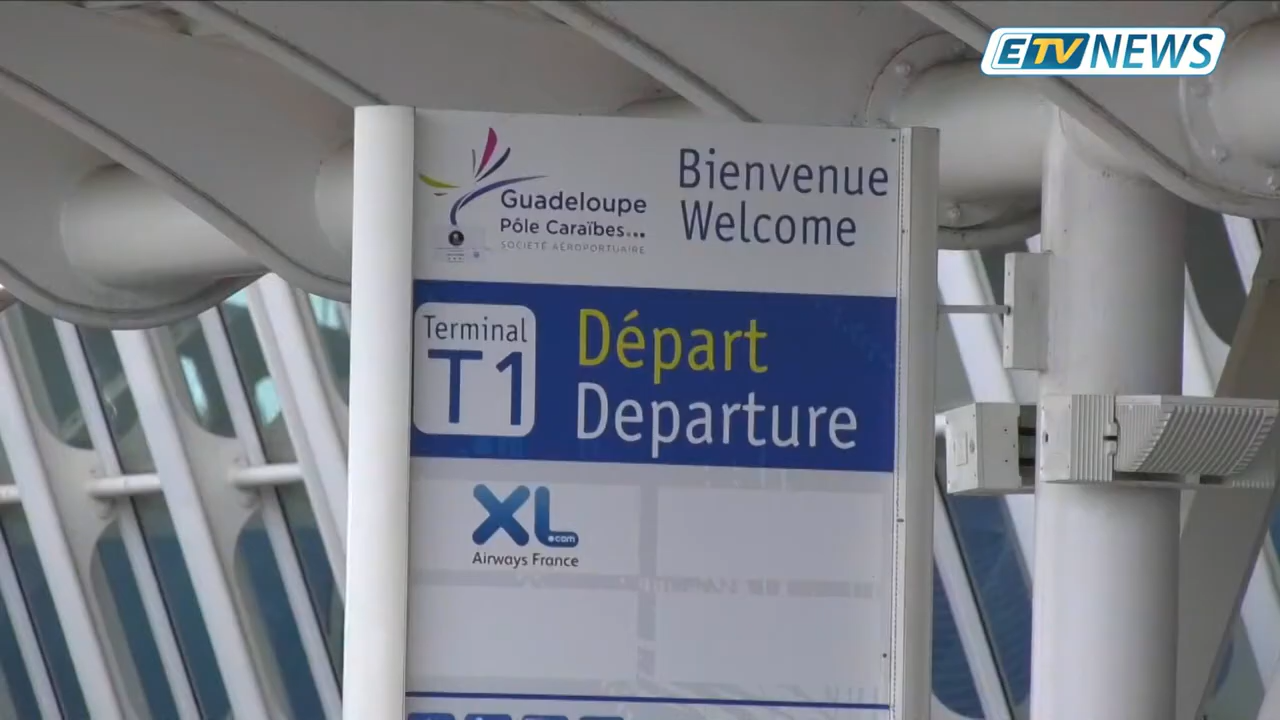 ETV NEWS
Guadeloupe
Pôle Caraïbes...
SOCIÉTÉ AÉROPORTUAIRE
Bienvenue
Welcome
Terminal
T1
Départ
Departure
XL.com
Airways France